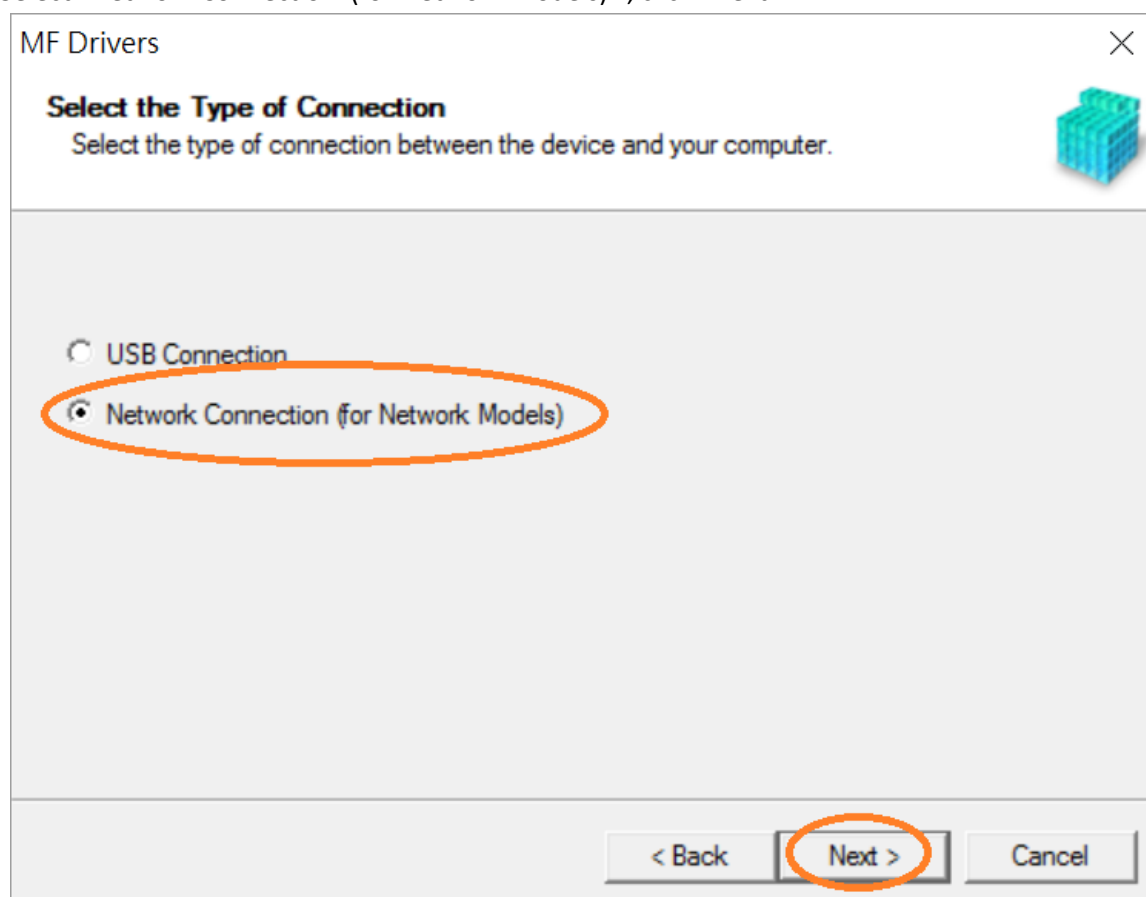 MF Drivers
Select the Type of Connection
Select the type of connection between the device and your computer.
USB Connection
Network Connection (for Network Models)
< Back Next > Cancel